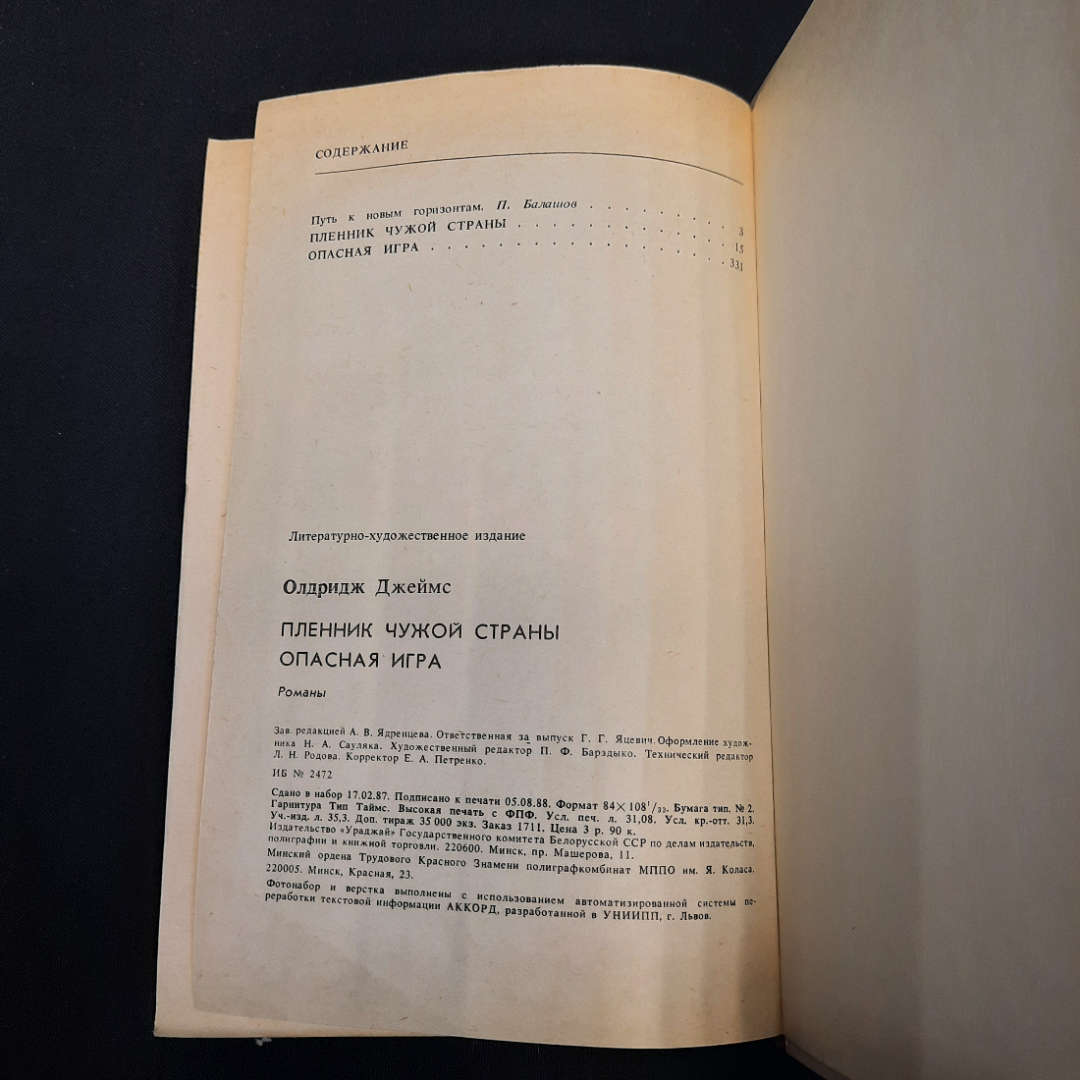 СОДЕРЖАНИЕ
Путь к новым горизонтам. П. Балашов . . . . . . . . 3
ПЛЕННИК ЧУЖОЙ СТРАНЫ . . . . . . . . . . . 15
ОПАСНАЯ ИГРА . . . . . . . . . . . . . . . 331
Литературно-художественное издание
Олдридж Джеймс
ПЛЕННИК ЧУЖОЙ СТРАНЫ
ОПАСНАЯ ИГРА
Романы
Зав. редакцией А. В. Ядренцева. Ответственная за выпуск Г. Г. Яцевич. Оформление худож-
ника Н. А. Сауляка. Художественный редактор П. Ф. Барздыко. Технический редактор
Л. Н. Родова. Корректор Е. А. Петренко.
ИБ № 2472
Сдано в набор 17.02.87. Подписано к печати 05.08.88. Формат 84×108¹/₃₂. Бумага тип. № 2.
Гарнитура Тип Таймс. Высокая печать с ФПФ. Усл. печ. л. 31,08. Усл. кр.-отт. 31,3.
Уч.-изд. л. 35,3. Доп. тираж 35 000 экз. Заказ 1711. Цена 3 р. 90 к.
Издательство «Ураджай» Государственного комитета Белорусской ССР по делам издательств,
полиграфии и книжной торговли. 220600. Минск, пр. Машерова, 11.
Минский ордена Трудового Красного Знамени полиграфкомбинат МППО им. Я. Коласа.
220005. Минск, Красная, 23.
Фотонабор и верстка выполнены с использованием автоматизированной системы пе-
реработки текстовой информации АККОРД, разработанной в УНИИПП, г. Львов.